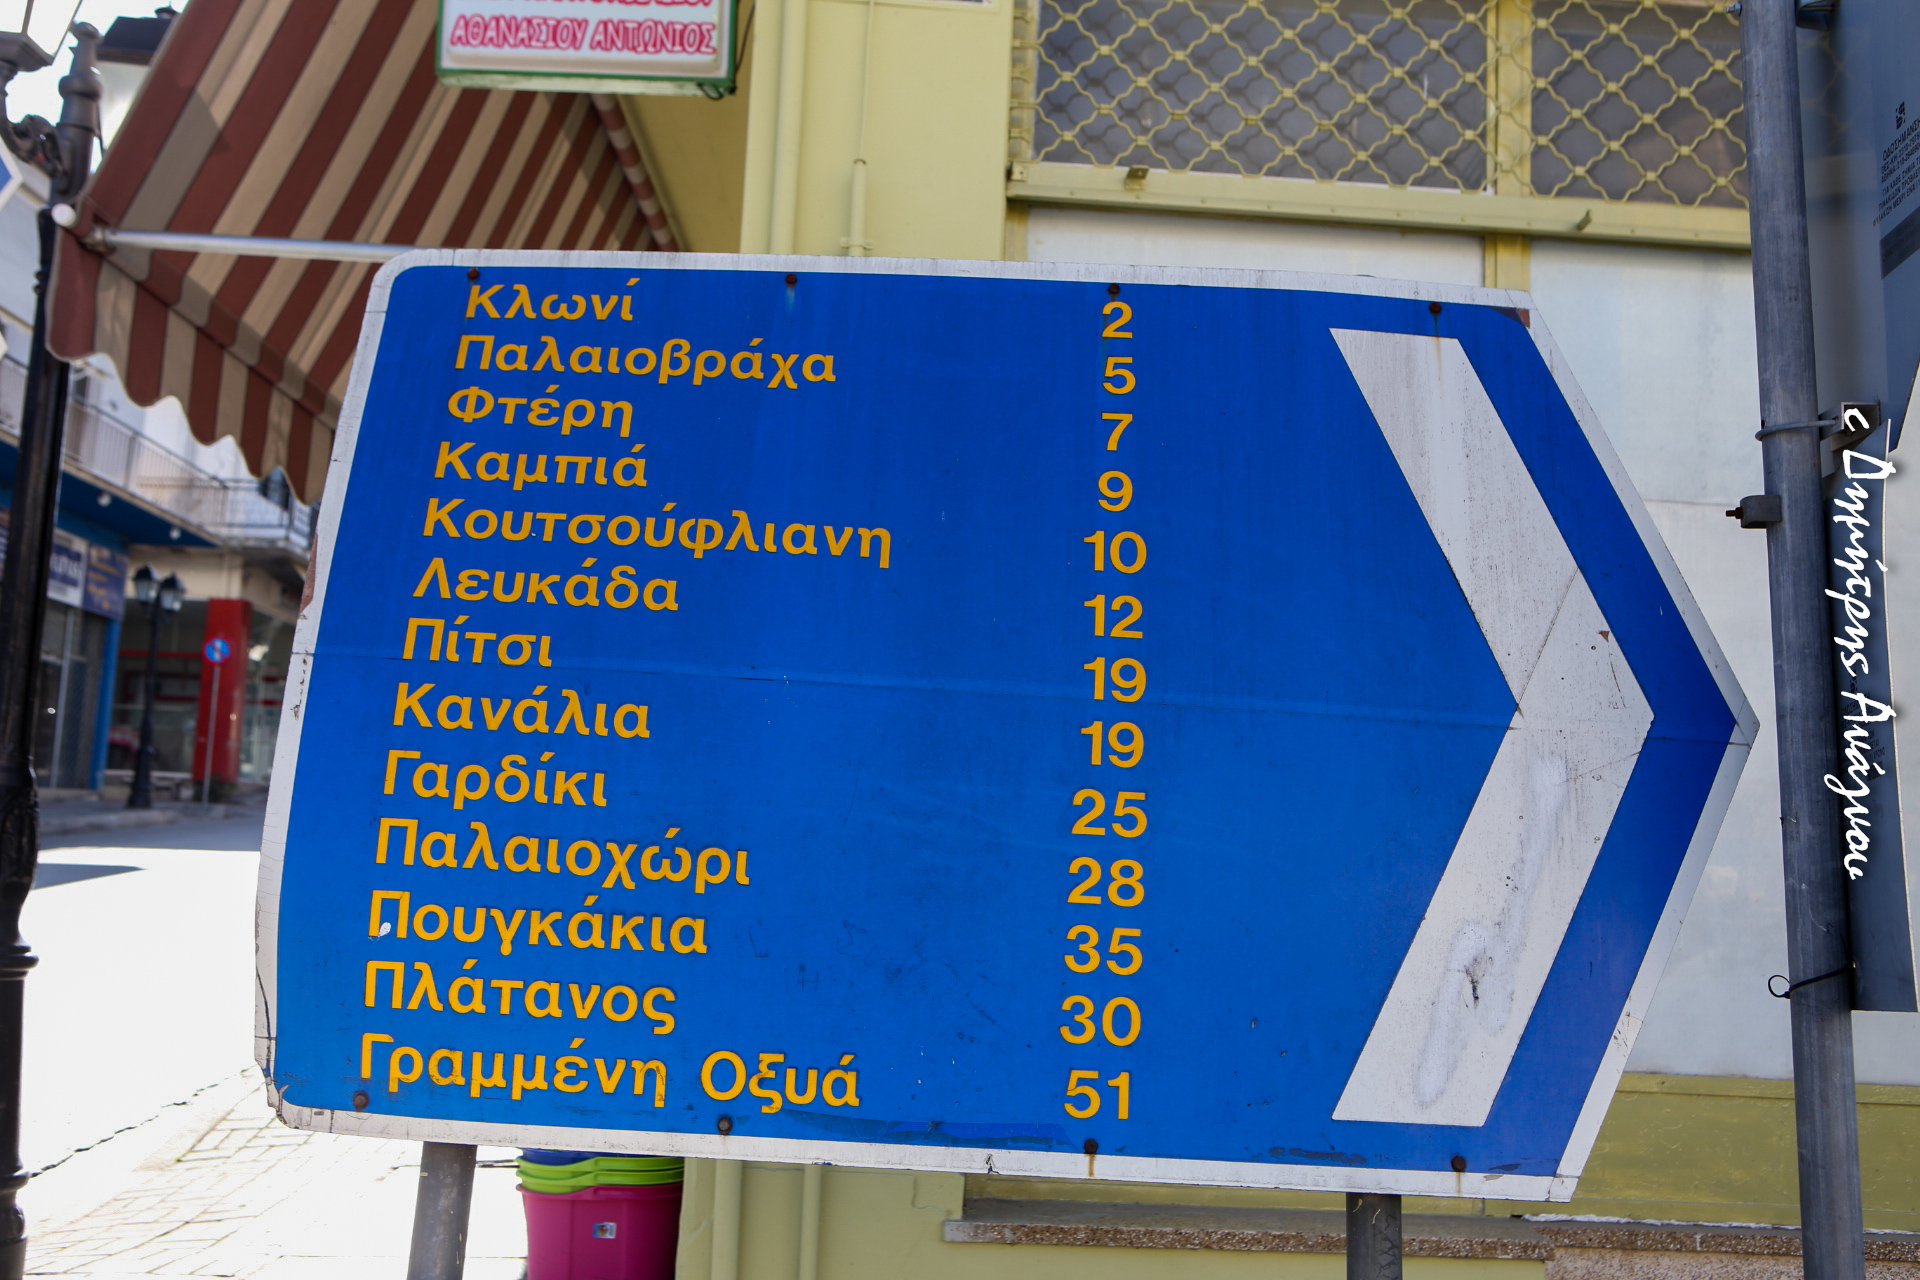 ΑΘΑΝΑΣΙΟΥ ΑΝΤΩΝΙΟΣ
Κλωνί 2
Παλαιοβράχα 5
Φτέρη 7
Καμπιά 9
Κουτσούφλιανη 10
Λευκάδα 12
Πίτσι 19
Κανάλια 19
Γαρδίκι 25
Παλαιοχώρι 28
Πουγκάκια 35
Πλάτανος 30
Γραμμένη Οξυά 51
© Δημήτρης Ανάγνου